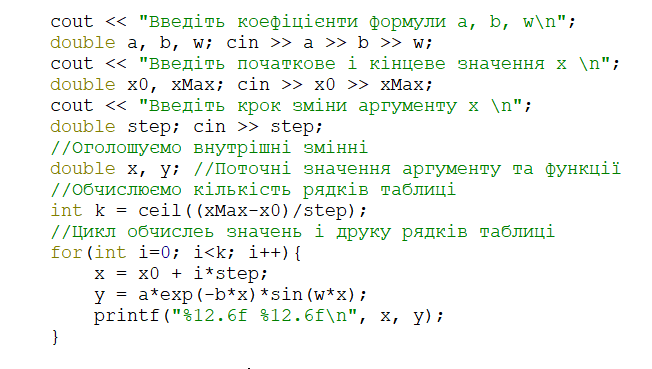 cout << "Введіть коефіцієнти формули a, b, w\n";
double a, b, w; cin >> a >> b >> w;
cout << "Введіть початкове і кінцеве значення x \n";
double x0, xMax; cin >> x0 >> xMax;
cout << "Введіть крок зміни аргументу x \n";
double step; cin >> step;
//Оголошуємо внутрішні змінні
double x, y; //Поточні значення аргументу та функції
//Обчислюємо кількість рядків таблиці
int k = ceil((xMax-x0)/step);
//Цикл обчислеь значень і друку рядків таблиці
for(int i=0; i<k; i++){
    x = x0 + i*step;
    y = a*exp(-b*x)*sin(w*x);
    printf("%12.6f %12.6f\n", x, y);
}